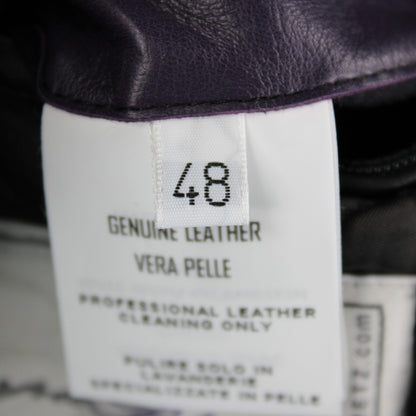 48
GENUINE LEATHER
VERA PELLE
PROFESSIONAL LEATHER
CLEANING ONLY
PULIRE SOLO IN
LAVANDERIE
SPECIALIZZATE IN PELLE